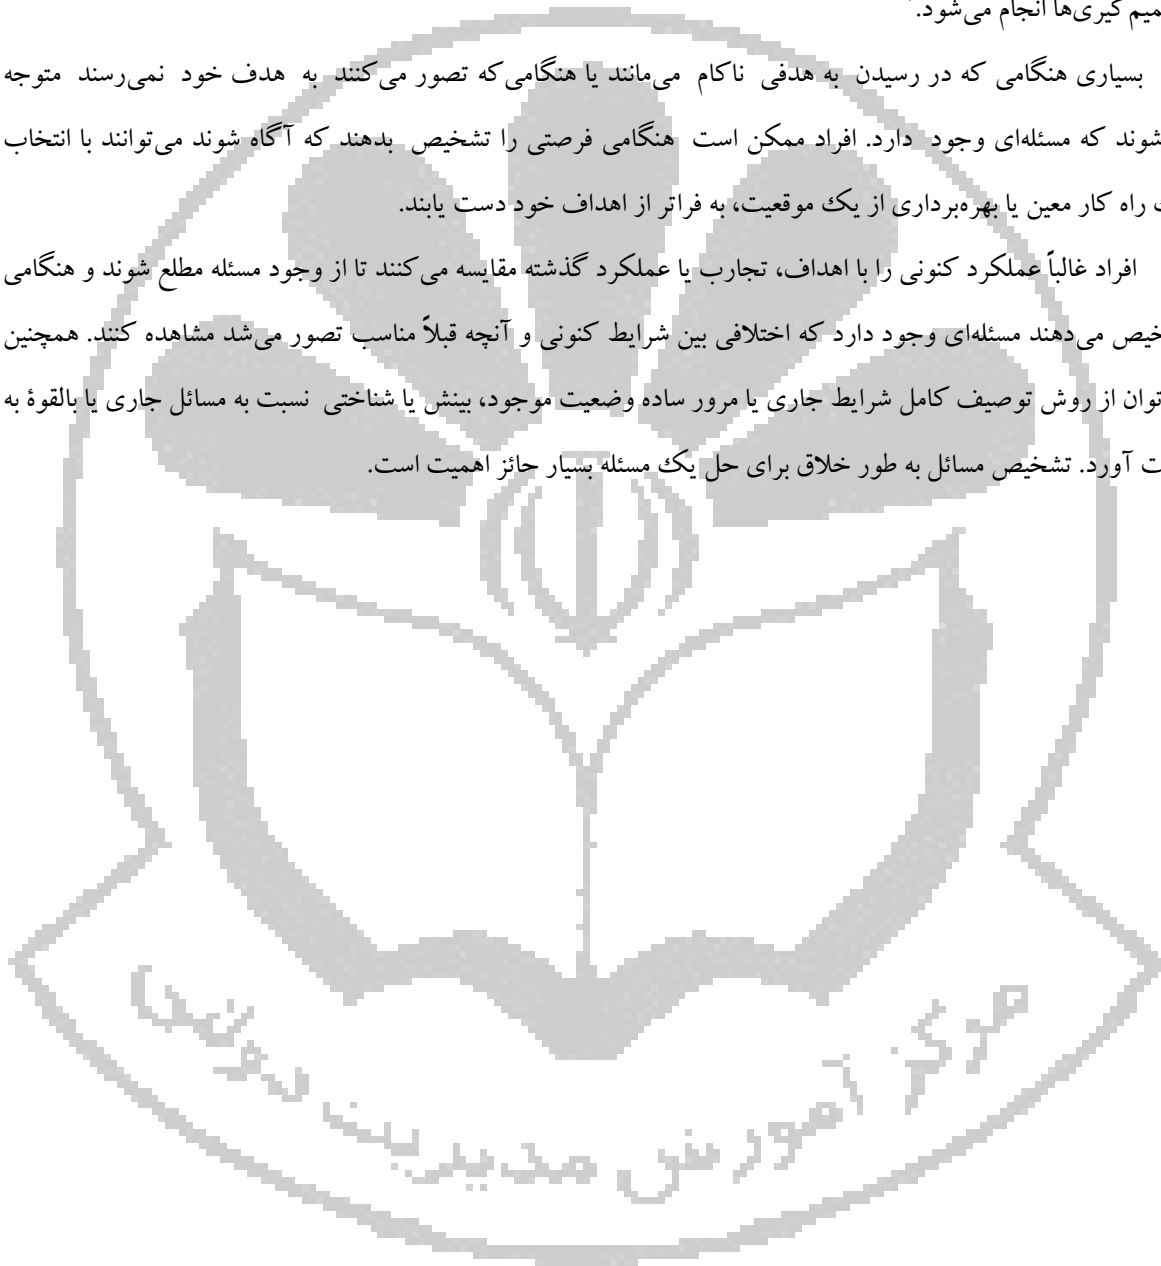 میم گیری‌ها انجام می‌شود.
بسیاری هنگامی که در رسیدن به هدفی ناکام می‌مانند یا هنگامی‌که تصور می‌کنند به هدف خود نمی‌رسند متوجه
شوند که مسئله‌ای وجود دارد. افراد ممکن است هنگامی فرصتی را تشخیص بدهند که آگاه شوند می‌توانند با انتخاب
راه کار معین یا بهره‌برداری از یک موقعیت، به فراتر از اهداف خود دست یابند.
افراد غالباً عملکرد کنونی را با اهداف، تجارب یا عملکرد گذشته مقایسه می‌کنند تا از وجود مسئله مطلع شوند و هنگامی
خیص می‌دهند مسئله‌ای وجود دارد که اختلافی بین شرایط کنونی و آنچه قبلاً مناسب تصور می‌شد مشاهده کنند. همچنین
توان از روش توصیف کامل شرایط جاری یا مرور ساده وضعیت موجود، بینش یا شناختی نسبت به مسائل جاری یا بالقوۀ به
ت آورد. تشخیص مسائل به طور خلاق برای حل یک مسئله بسیار حائز اهمیت است.
مرکز آموزش مدیریت دولتی